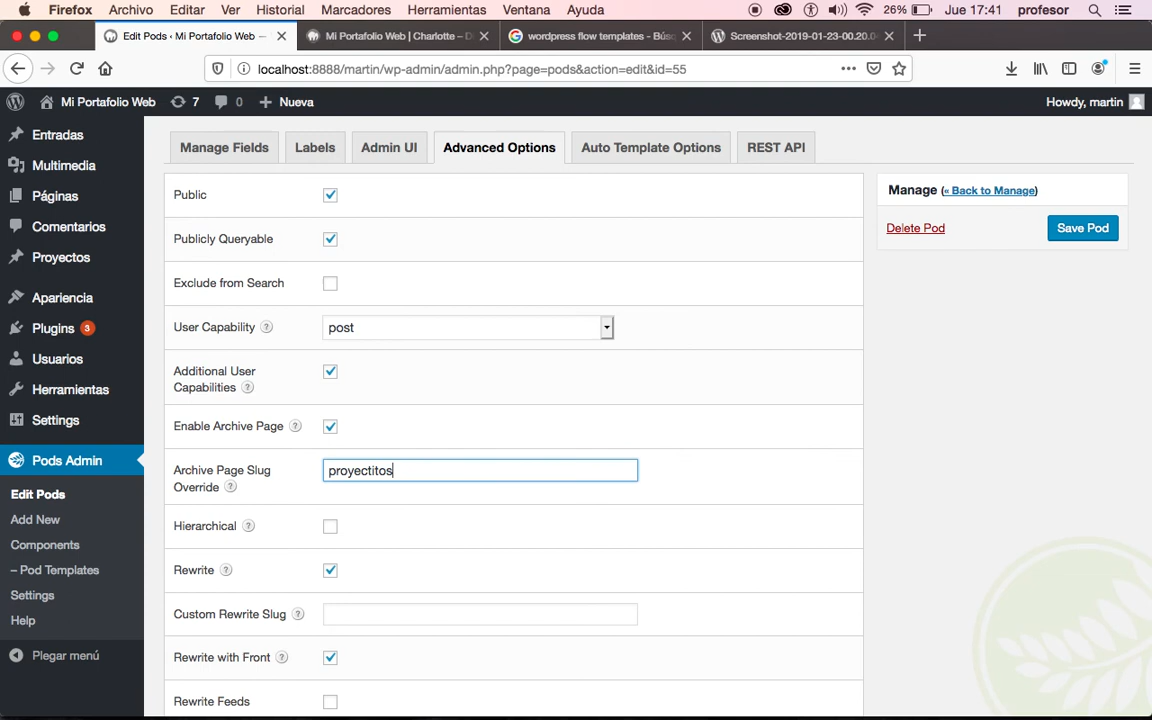 Firefox Archivo Editar Ver Historial Marcadores Herramientas Ventana Ayuda 26% Jue 17:41 profesor
Edit Pods ‹ Mi Portafolio Web — Mi Portafolio Web | Charlotte – D wordpress flow templates - Bús Screenshot-2019-01-23-00.20.0
localhost:8888/martin/wp-admin/admin.php?page=pods&action=edit&id=55
Mi Portafolio Web 7 0 Nueva Howdy, martin
Entradas
Multimedia
Páginas
Comentarios
Proyectos
Apariencia
Plugins 3
Usuarios
Herramientas
Settings
Pods Admin
Edit Pods
Add New
Components
– Pod Templates
Settings
Help
Plegar menú
Manage Fields Labels Admin UI Advanced Options Auto Template Options REST API
Public
Publicly Queryable
Exclude from Search
User Capability ? post
Additional User
Capabilities ?
Enable Archive Page ?
Archive Page Slug
Override ?
proyectitos
Hierarchical ?
Rewrite ?
Custom Rewrite Slug ?
Rewrite with Front ?
Rewrite Feeds
Manage (« Back to Manage)
Delete Pod Save Pod